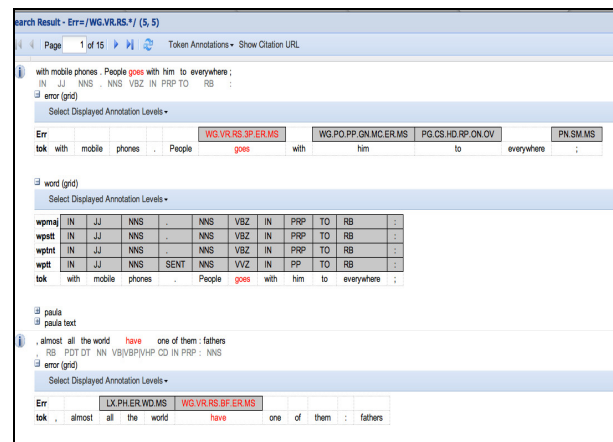 earch Result - Err=/WG.VR.RS.*/ (5, 5)
Page 1 of 15 Token Annotations Show Citation URL
with mobile phones . People goes with him to everywhere ;
IN JJ NNS . NNS VBZ IN PRP TO RB :
error (grid)
Select Displayed Annotation Levels
Err WG.VR.RS.3P.ER.MS WG.PO.PP.GN.MC.ER.MS PG.CS.HD.RP.ON.OV PN.SM.MS
tok with mobile phones . People goes with him to everywhere ;
word (grid)
Select Displayed Annotation Levels
wpmaj IN JJ NNS . NNS VBZ IN PRP TO RB :
wpstt IN JJ NNS . NNS VBZ IN PRP TO RB :
wptnt IN JJ NNS . NNS VBZ IN PRP TO RB :
wptt IN JJ NNS SENT NNS VVZ IN PP TO RB :
tok with mobile phones . People goes with him to everywhere ;
paula
paula text
, almost all the world have one of them : fathers
, RB PDT DT NN VB|VBP|VHP CD IN PRP : NNS
error (grid)
Select Displayed Annotation Levels
Err LX.PH.ER.WD.MS WG.VR.RS.BF.ER.MS
tok , almost all the world have one of them : fathers